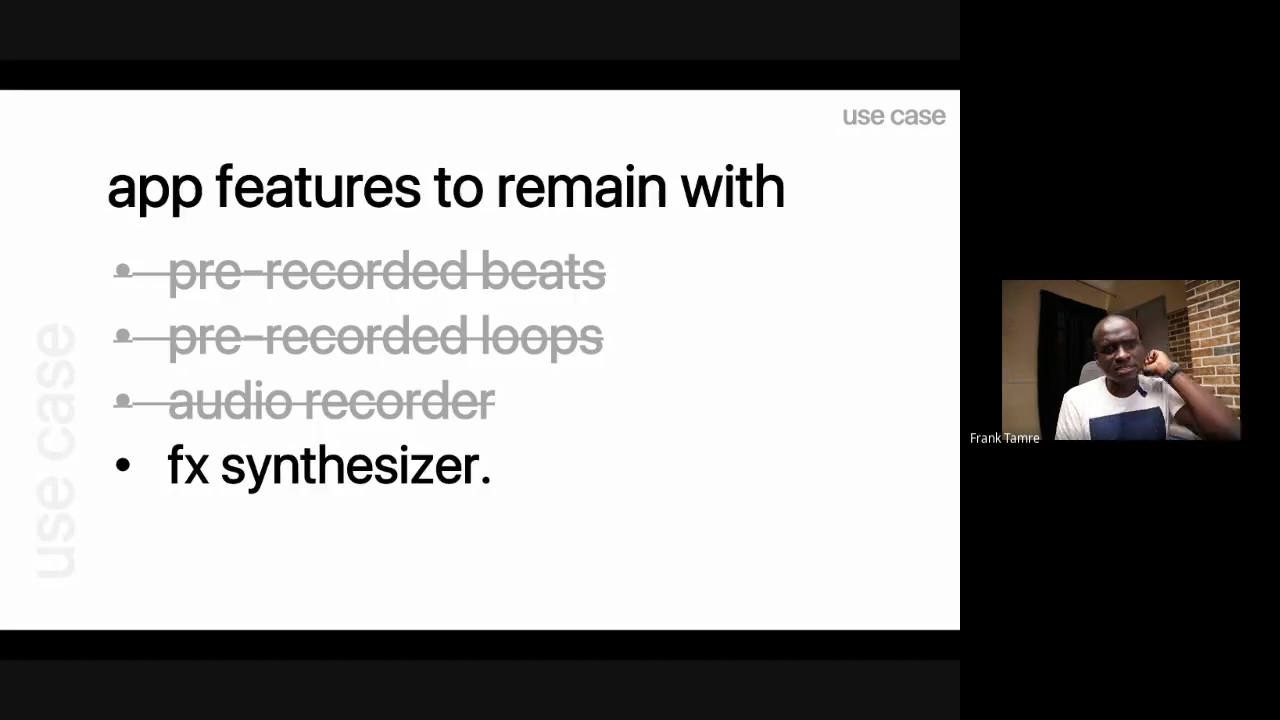 use case
app features to remain with
• pre-recorded beats
• pre-recorded loops
• audio recorder
• fx synthesizer.
use case
Frank Tamre